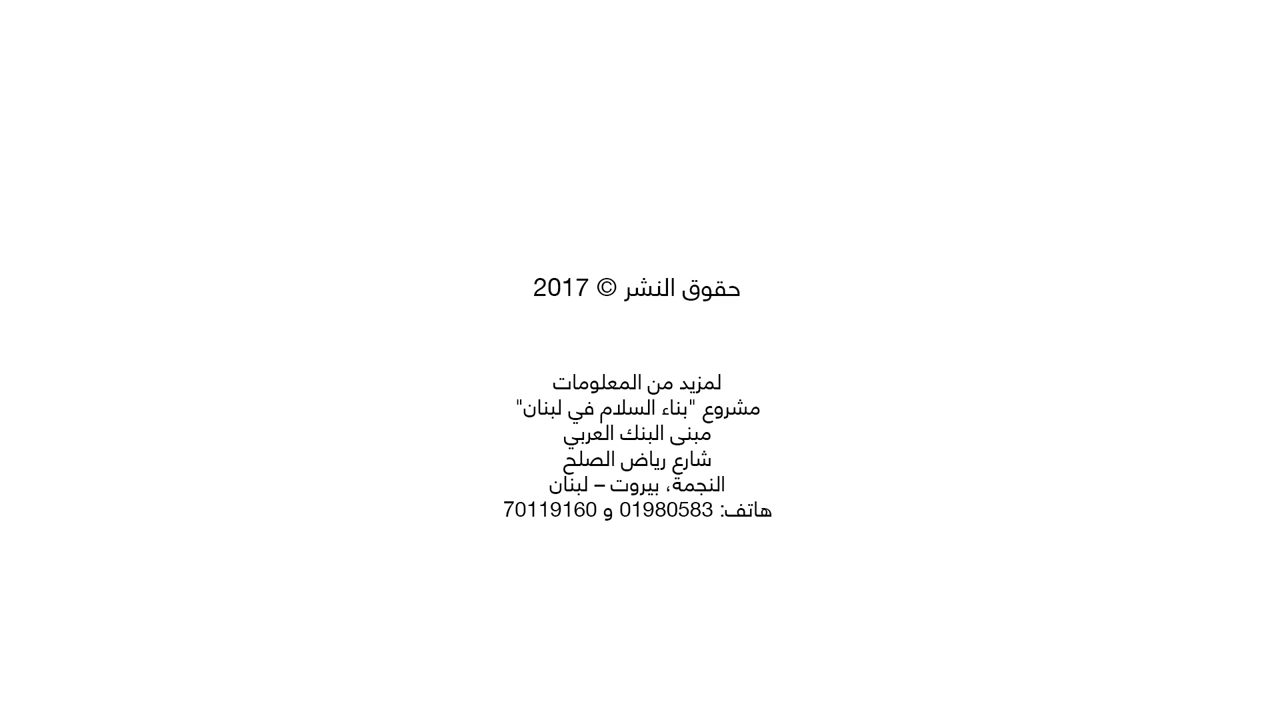 حقوق النشر © 2017
لمزيد من المعلومات
مشروع "بناء السلام في لبنان"
مبنى البنك العربي
شارع رياض الصلح
النجمة، بيروت – لبنان
هاتف: 01980583 و 70119160